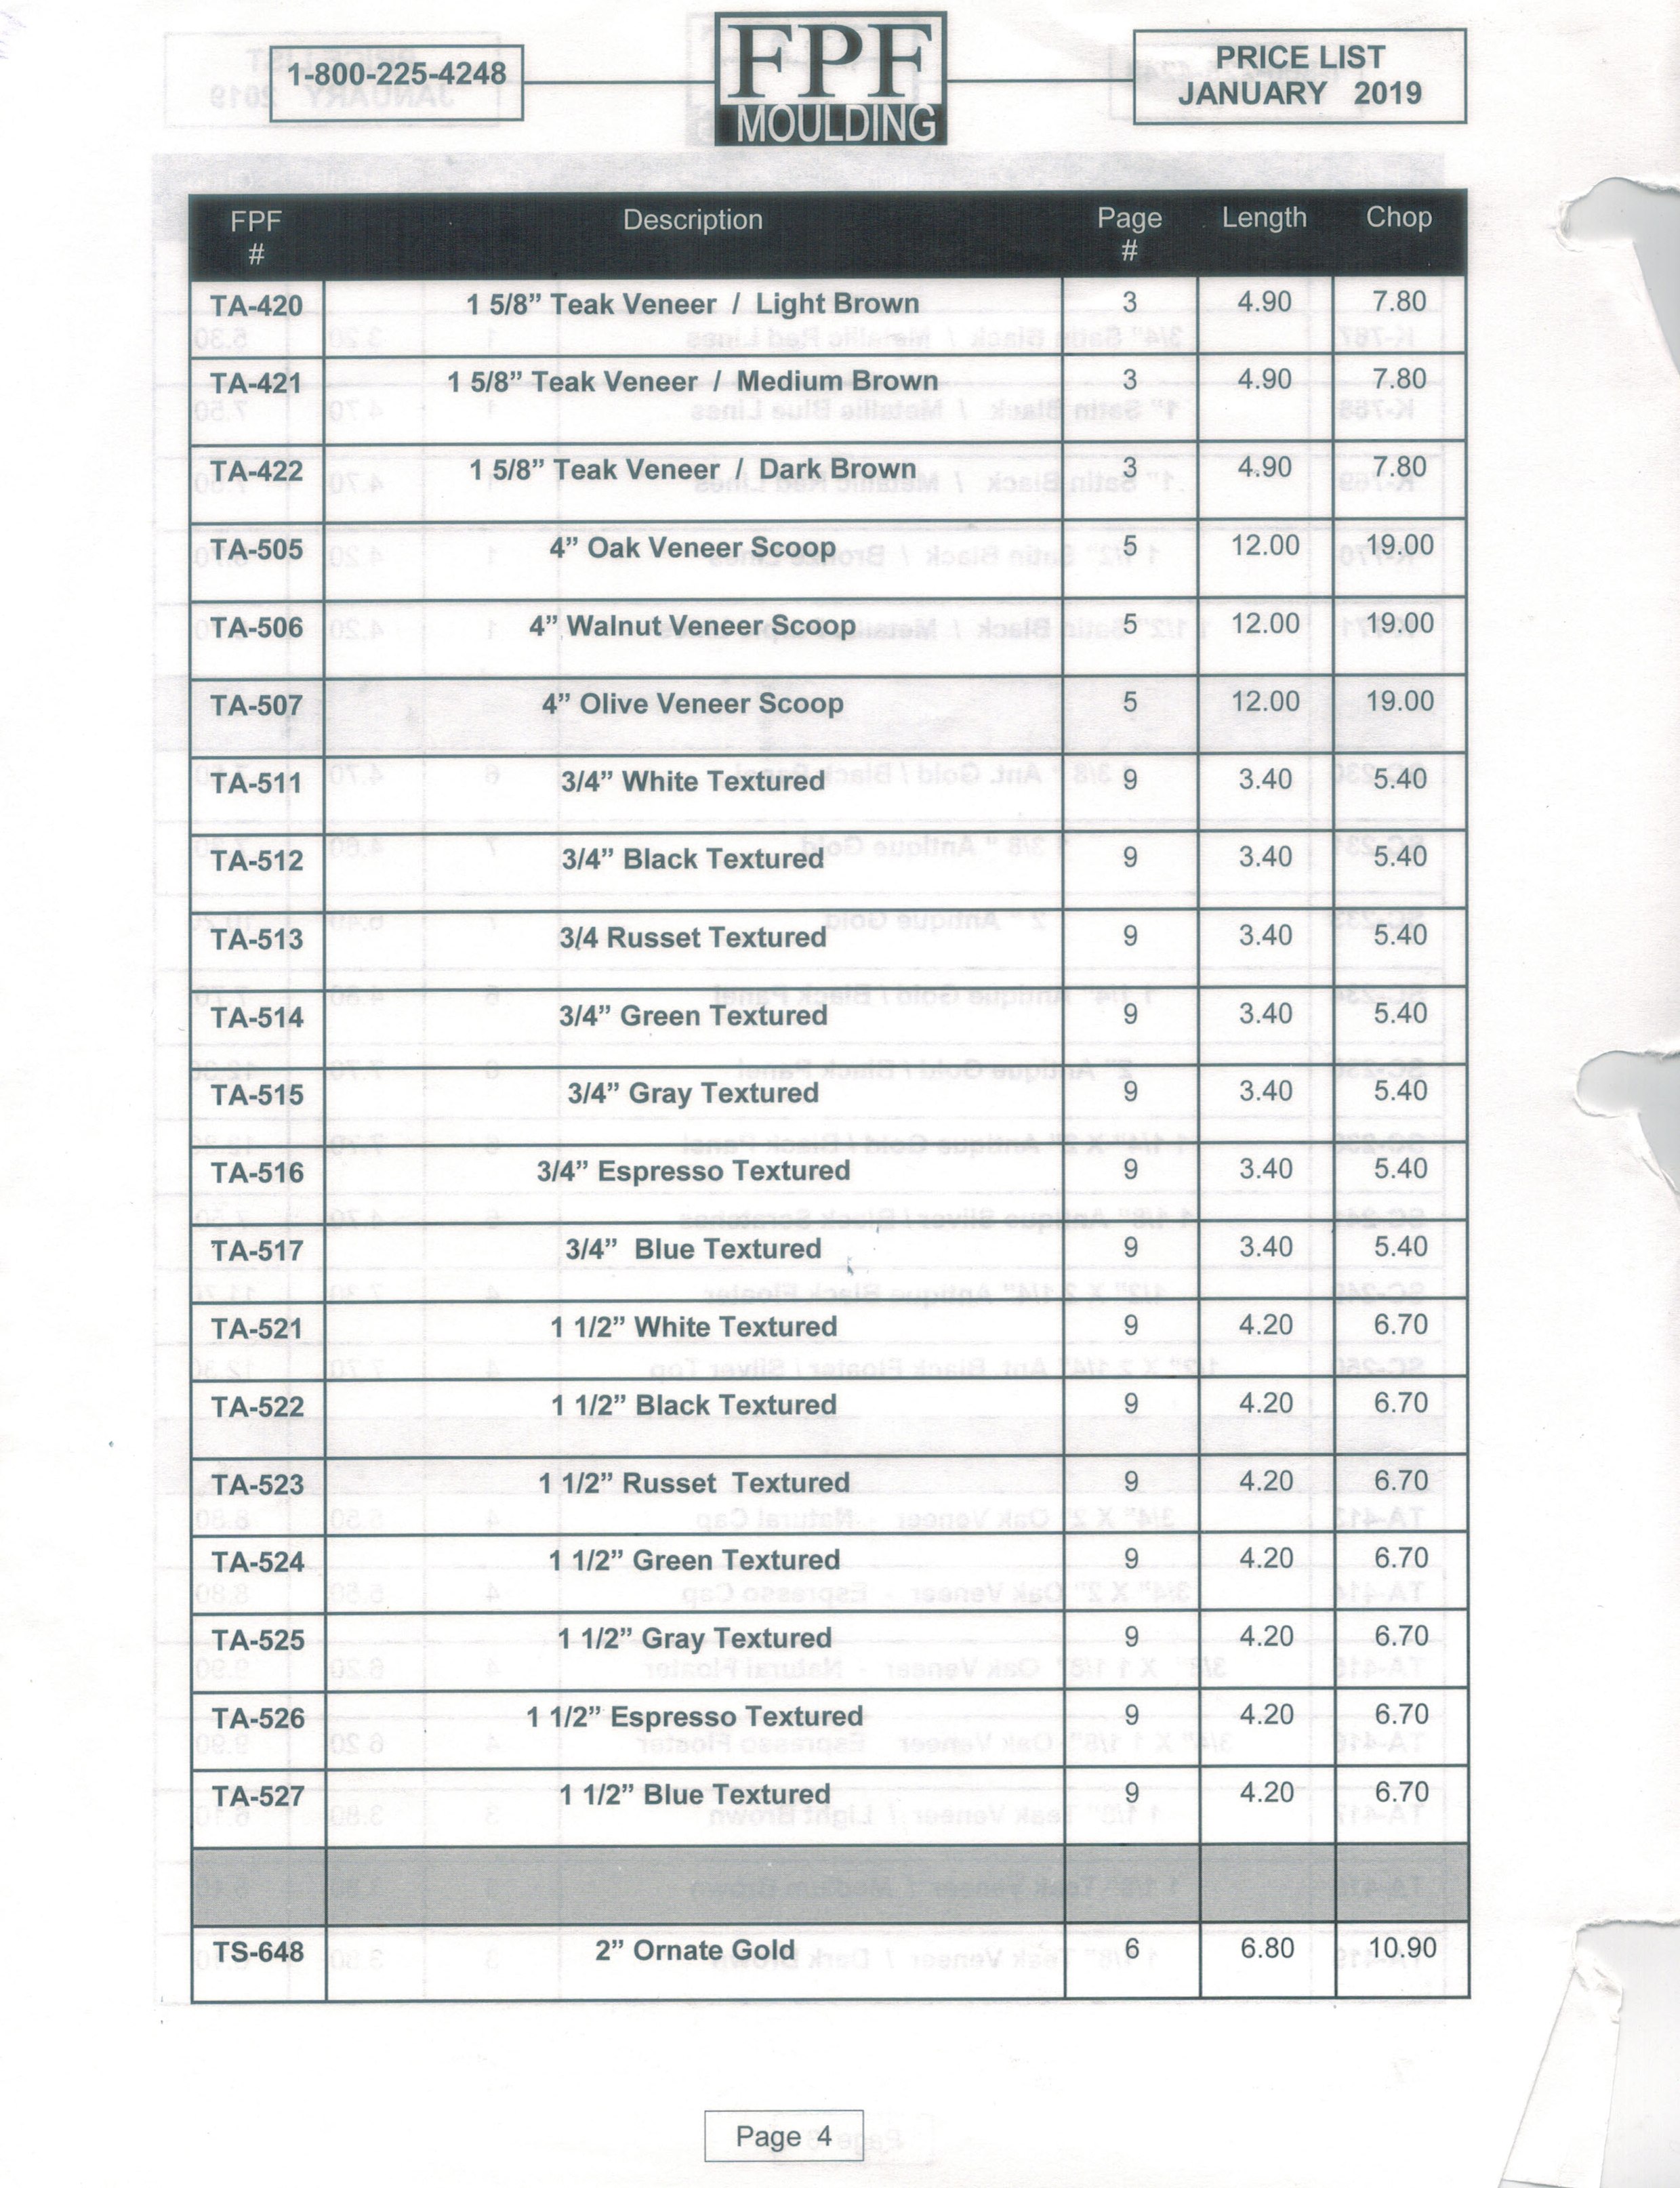 1-800-225-4248
FPF
MOULDING
PRICE LIST
JANUARY 2019
FPF # Description Page # Length Chop
TA-420 1 5/8” Teak Veneer / Light Brown 3 4.90 7.80
TA-421 1 5/8” Teak Veneer / Medium Brown 3 4.90 7.80
TA-422 1 5/8” Teak Veneer / Dark Brown 3 4.90 7.80
TA-505 4” Oak Veneer Scoop 5 12.00 19.00
TA-506 4” Walnut Veneer Scoop 5 12.00 19.00
TA-507 4” Olive Veneer Scoop 5 12.00 19.00
TA-511 3/4” White Textured 9 3.40 5.40
TA-512 3/4” Black Textured 9 3.40 5.40
TA-513 3/4 Russet Textured 9 3.40 5.40
TA-514 3/4” Green Textured 9 3.40 5.40
TA-515 3/4” Gray Textured 9 3.40 5.40
TA-516 3/4” Espresso Textured 9 3.40 5.40
TA-517 3/4” Blue Textured 9 3.40 5.40
TA-521 1 1/2” White Textured 9 4.20 6.70
TA-522 1 1/2” Black Textured 9 4.20 6.70
TA-523 1 1/2” Russet Textured 9 4.20 6.70
TA-524 1 1/2” Green Textured 9 4.20 6.70
TA-525 1 1/2” Gray Textured 9 4.20 6.70
TA-526 1 1/2” Espresso Textured 9 4.20 6.70
TA-527 1 1/2” Blue Textured 9 4.20 6.70
TS-648 2” Ornate Gold 6 6.80 10.90
Page 4